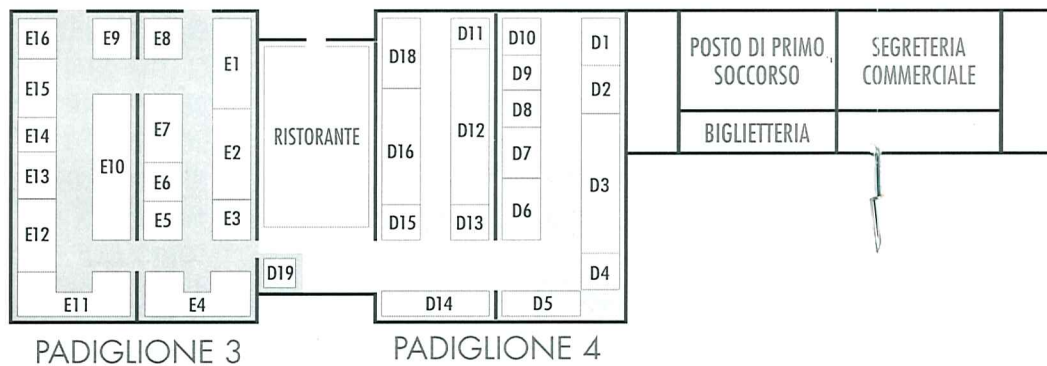 E16
E9
E8
E1
E15
E14
E7
E10
E13
E6
E2
E12
E5
E3
E11
E4
PADIGLIONE 3
RISTORANTE
D19
D18
D11
D10
D1
D9
D2
D8
D16
D12
D7
D3
D15
D13
D6
D4
D14
D5
PADIGLIONE 4
POSTO DI PRIMO
SOCCORSO
SEGRETERIA
COMMERCIALE
BIGLIETTERIA